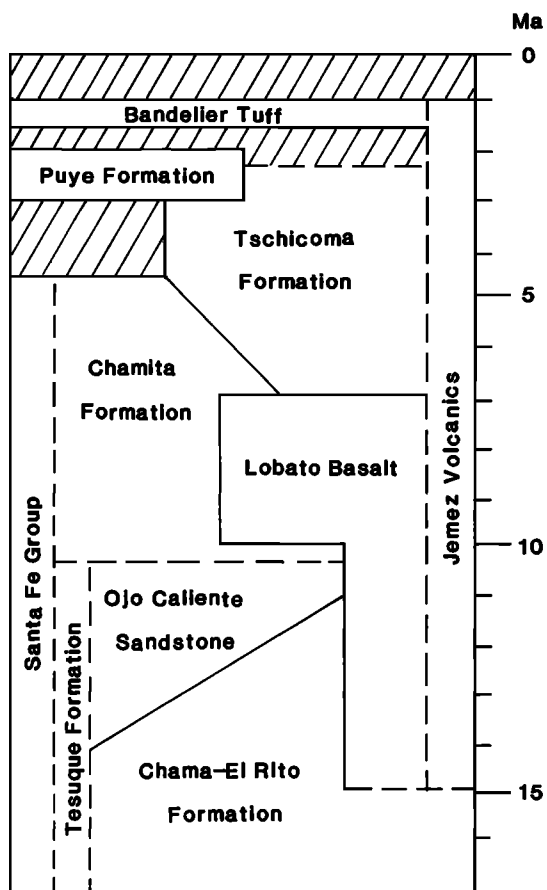 Ma
0
Bandelier Tuff
Puye Formation
Tschicoma
Formation
5
Chamita
Formation
Lobato Basalt
Jemez Volcanics
10
Santa Fe Group
Ojo Caliente
Sandstone
Tesuque Formation
Chama-El Rito
Formation
15